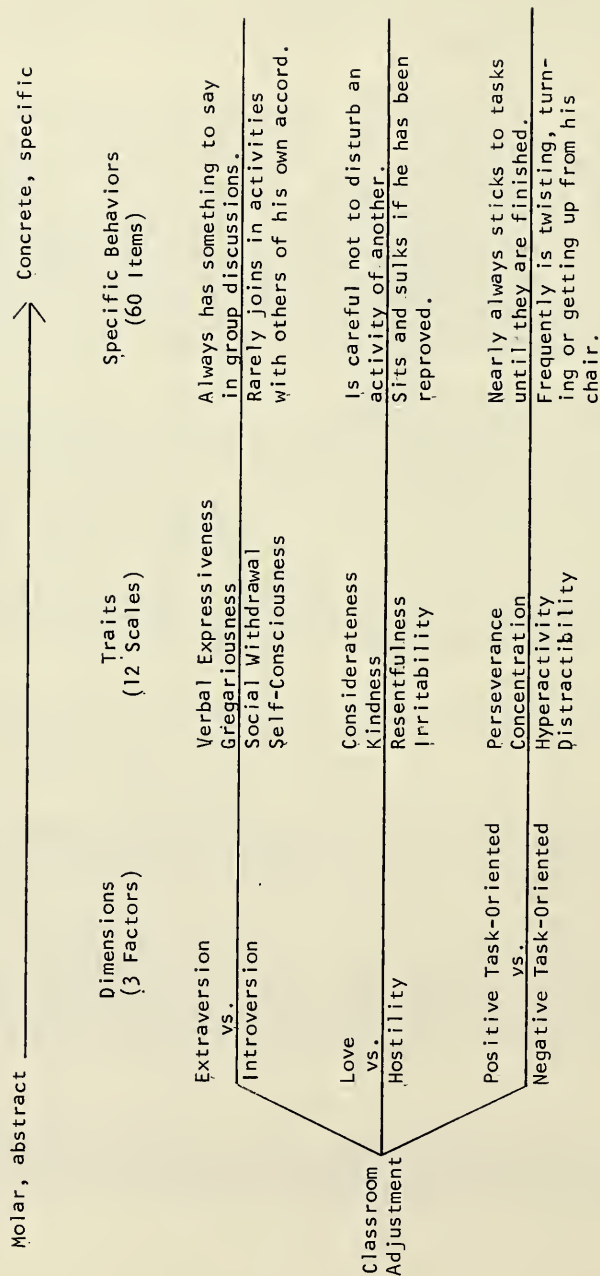 Molar, abstract
Concrete, specific
Dimensions
(3 Factors)
Traits
(12 Scales)
Specific Behaviors
(60 Items)
Classroom
Adjustment
Extraversion
vs.
Introversion
Verbal Expressiveness
Gregariousness
Social Withdrawal
Self-Consciousness
Always has something to say
in group discussions.
Rarely joins in activities
with others of his own accord.
Love
vs.
Hostility
Considerateness
Kindness
Resentfulness
Irritability
Is careful not to disturb an
activity of another.
Sits and sulks if he has been
reproved.
Positive Task-Oriented
vs.
Negative Task-Oriented
Perseverance
Concentration
Hyperactivity
Distractibility
Nearly always sticks to tasks
until they are finished.
Frequently is twisting, turn-
ing or getting up from his
chair.